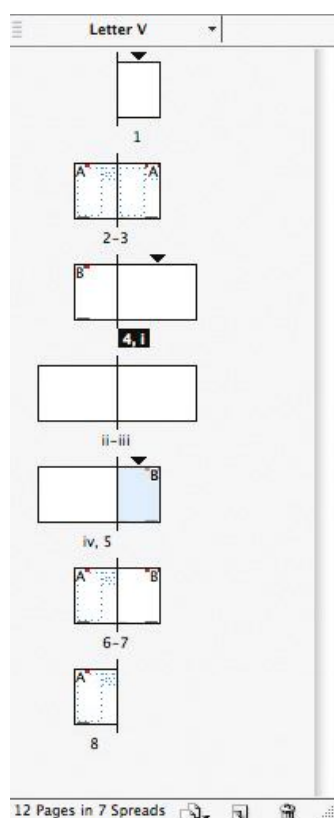 Letter V
1
A A
2-3
B
4, i
ii-iii
B
iv, 5
A B
6-7
A
8
12 Pages in 7 Spreads